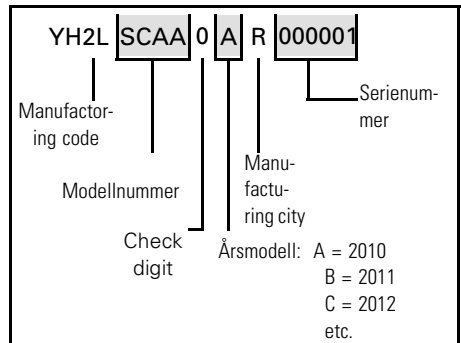 YH2L SCAA 0 A R 000001
Manufactor-
ing code
Serienum-
mer
Modellnummer
Manu-
factu-
ring city
Check
digit
Årsmodell: A = 2010
B = 2011
C = 2012
etc.